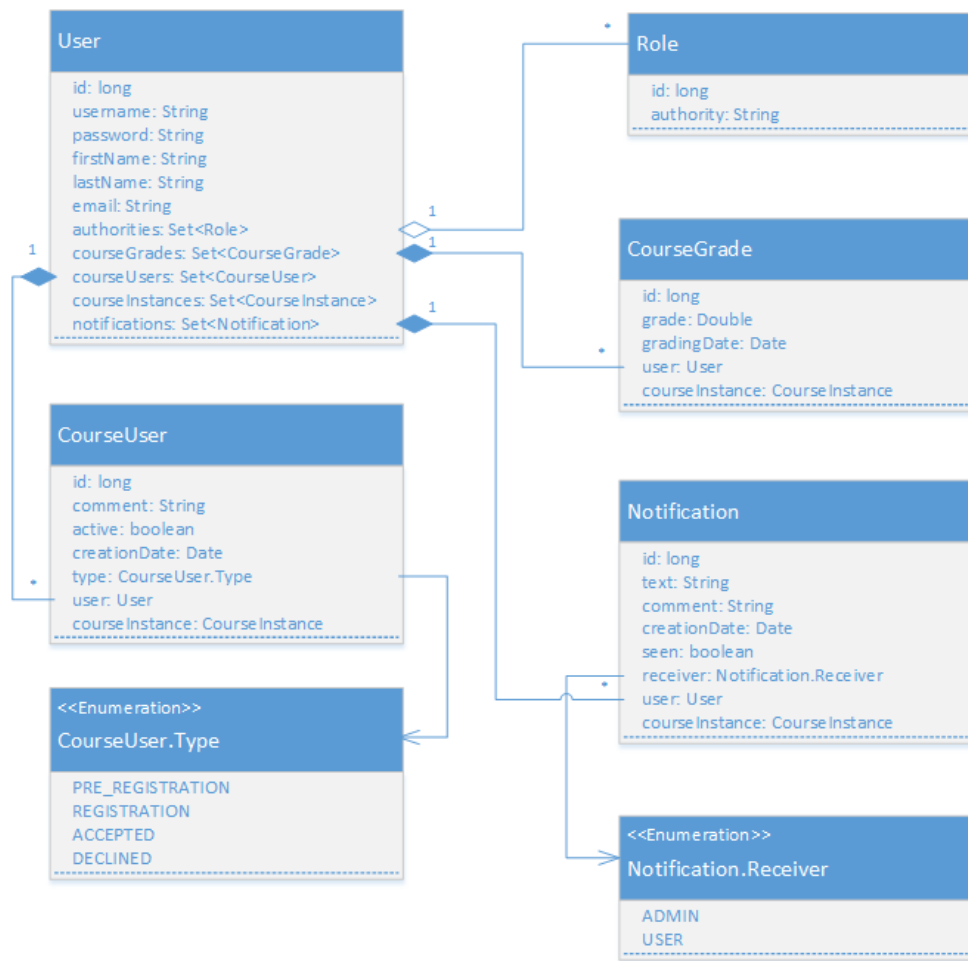 User
id: long
username: String
password: String
firstName: String
lastName: String
email: String
authorities: Set<Role>
courseGrades: Set<CourseGrade>
courseUsers: Set<CourseUser>
courseInstances: Set<CourseInstance>
notifications: Set<Notification>
1
1
1
1
*
Role
id: long
authority: String
CourseGrade
id: long
grade: Double
gradingDate: Date
user: User
courseInstance: CourseInstance
*
CourseUser
id: long
comment: String
active: boolean
creationDate: Date
type: CourseUser.Type
user: User
courseInstance: CourseInstance
*
Notification
id: long
text: String
comment: String
creationDate: Date
seen: boolean
receiver: Notification.Receiver
user: User
courseInstance: CourseInstance
*
<<Enumeration>>
CourseUser.Type
PRE_REGISTRATION
REGISTRATION
ACCEPTED
DECLINED
<<Enumeration>>
Notification.Receiver
ADMIN
USER